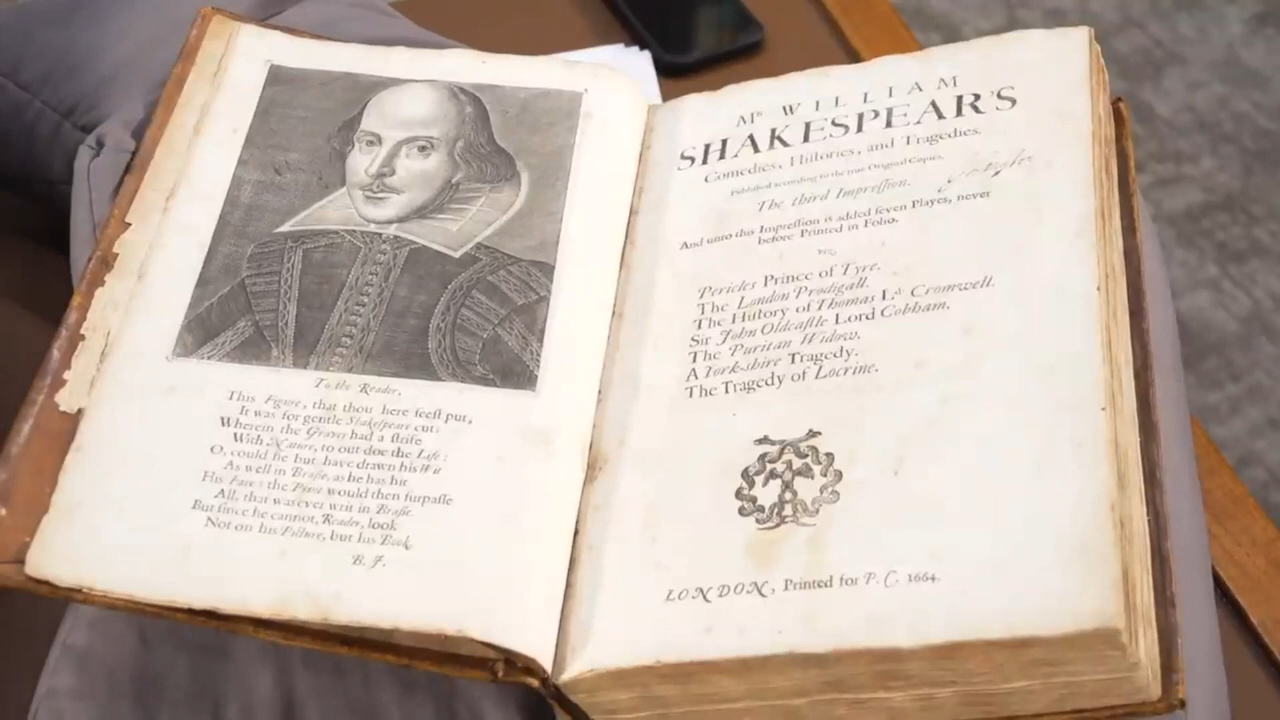 To the Reader.
This Figure, that thou here seest put,
It was for gentle Shakespeare cut:
Wherein the Graver had a strife
With Nature, to out-doe the Life:
O, could he but have drawn his Wit
As well in Brasse, as he has hit
His Face: the Print would then surpasse
All, that was ever writ in Brasse.
But since he cannot, Reader, look
Not on his Picture, but his Book.
B. J.
Mr WILLIAM
SHAKESPEAR'S
Comedies, Histories, and Tragedies.
Published according to the true Original Copies.
The third Impression.
And unto this Impression is added seven Playes, never
before Printed in Folio.
viz.
Pericles Prince of Tyre.
The London Prodigall.
The History of Thomas Ld. Cromwell.
Sir John Oldcastle Lord Cobham.
The Puritan Widow.
A York-shire Tragedy.
The Tragedy of Locrine.
LONDON, Printed for P. C. 1664.